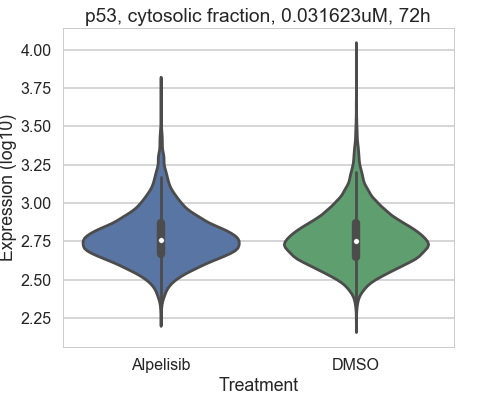 p53, cytosolic fraction, 0.031623uM, 72h
Expression (log10)
4.00
3.75
3.50
3.25
3.00
2.75
2.50
2.25
Alpelisib
DMSO
Treatment